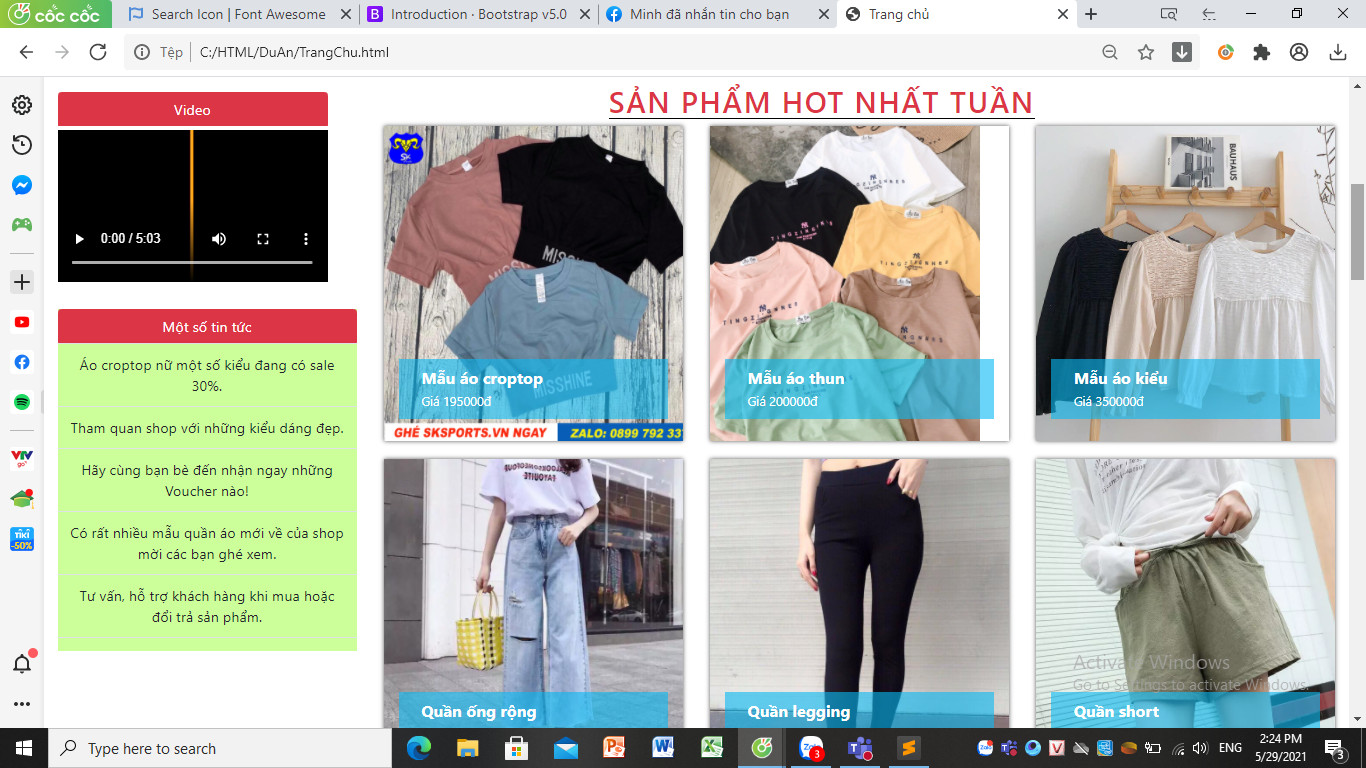 cốc cốc
Search Icon | Font Awesome
Introduction · Bootstrap v5.0
Minh đã nhắn tin cho bạn
Trang chủ
Tệp
C:/HTML/DuAn/TrangChu.html
Video
0:00 / 5:03
Một số tin tức
Áo croptop nữ một số kiểu đang có sale
30%.
Tham quan shop với những kiểu dáng đẹp.
Hãy cùng bạn bè đến nhận ngay những
Voucher nào!
Có rất nhiều mẫu quần áo mới về của shop
mời các bạn ghé xem.
Tư vấn, hỗ trợ khách hàng khi mua hoặc
đổi trả sản phẩm.
SẢN PHẨM HOT NHẤT TUẦN
SK
MISSHINE
Mẫu áo croptop
Giá 195000đ
GHÉ SKSPORTS.VN NGAY
ZALO: 0899 792 337
Mẫu áo thun
Giá 200000đ
BAUHAUS
Mẫu áo kiểu
Giá 350000đ
Quần ống rộng
Quần legging
Quần short
Activate Windows
Go to Settings to activate Windows.
VTV
go
TIKI
-50%
Type here to search
Zalo
3
ENG
2:24 PM
5/29/2021
3